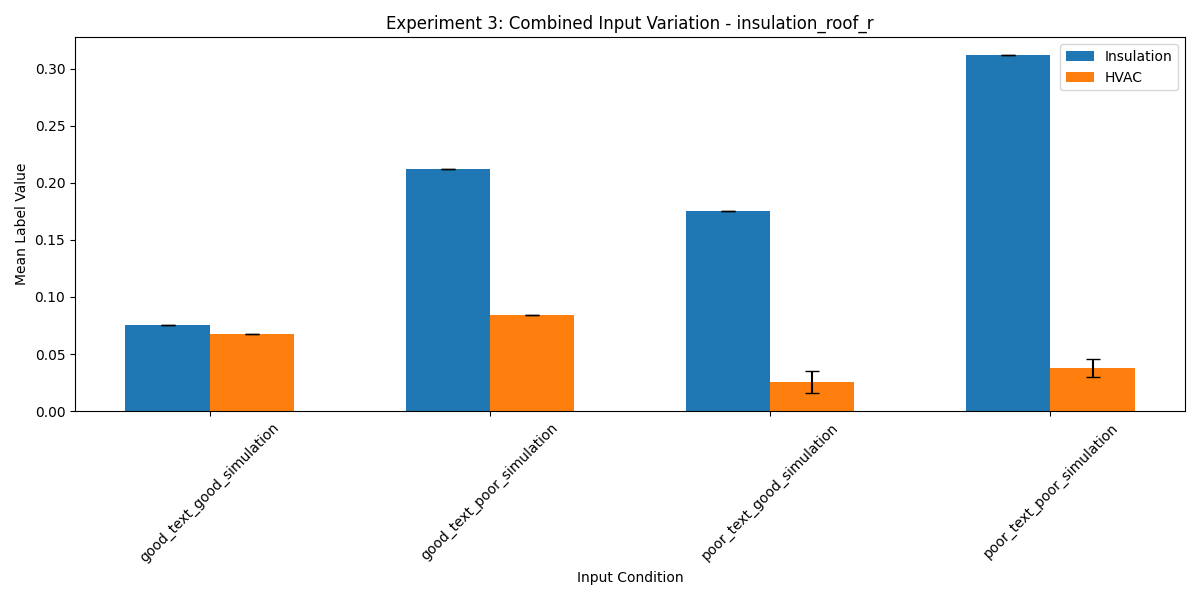 Experiment 3: Combined Input Variation - insulation_roof_r
Insulation
HVAC
Mean Label Value
0.30
0.25
0.20
0.15
0.10
0.05
0.00
good_text_good_simulation
good_text_poor_simulation
poor_text_good_simulation
poor_text_poor_simulation
Input Condition